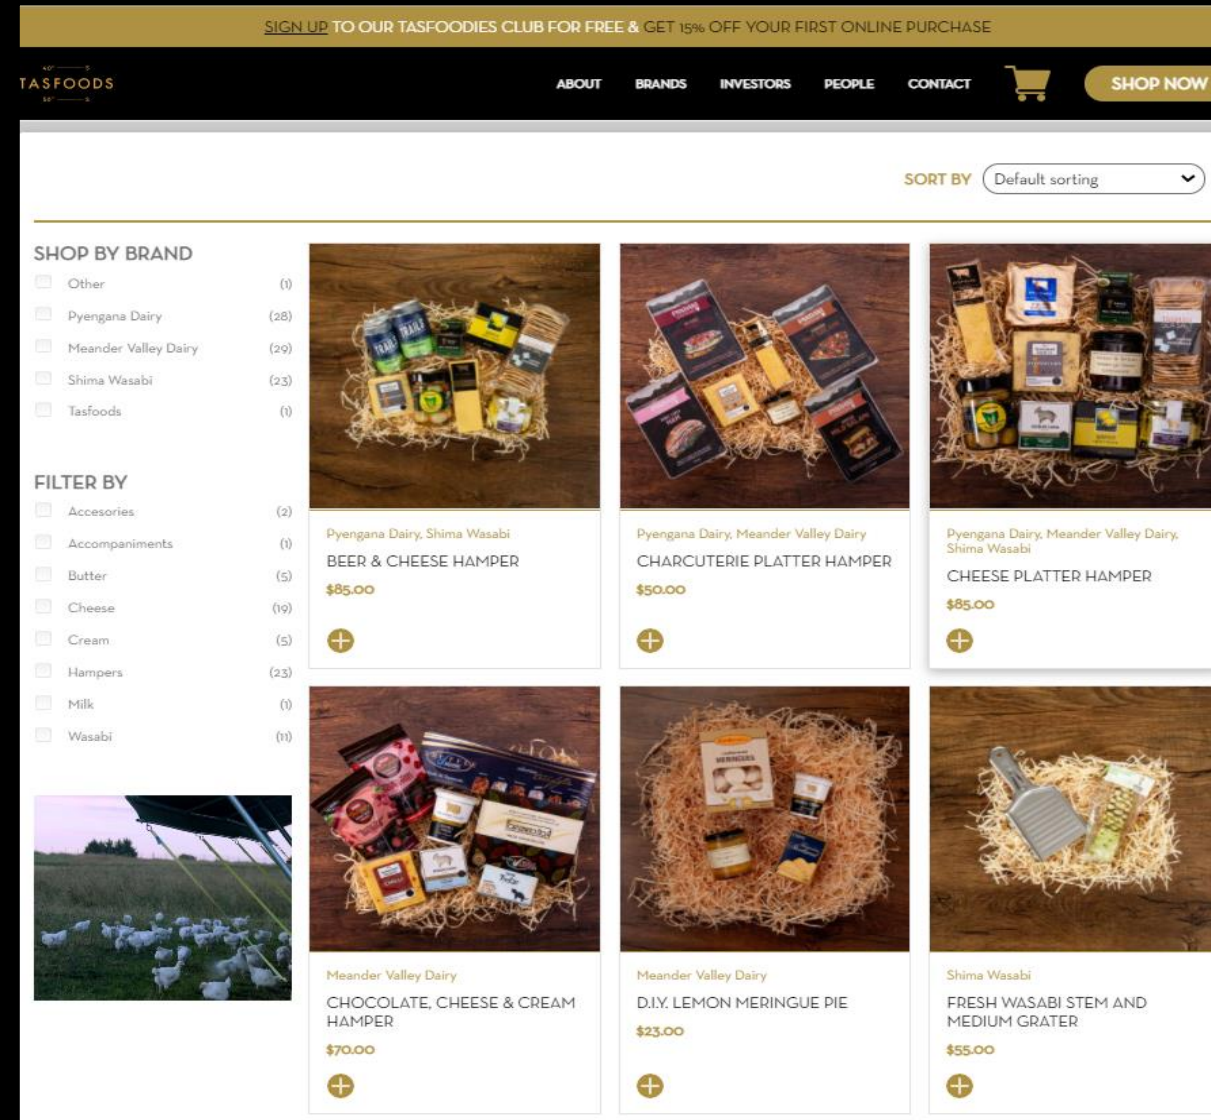 SIGN UP TO OUR TASFOODIES CLUB FOR FREE & GET 15% OFF YOUR FIRST ONLINE PURCHASE
TASFOODS
ABOUT BRANDS INVESTORS PEOPLE CONTACT SHOP NOW
SORT BY Default sorting
SHOP BY BRAND
Other (1)
Pyengana Dairy (28)
Meander Valley Dairy (29)
Shima Wasabi (23)
Tasfoods (1)
FILTER BY
Accesories (2)
Accompaniments (1)
Butter (5)
Cheese (19)
Cream (5)
Hampers (23)
Milk (1)
Wasabi (11)
Pyengana Dairy, Shima Wasabi
BEER & CHEESE HAMPER
$85.00
Pyengana Dairy, Meander Valley Dairy
CHARCUTERIE PLATTER HAMPER
$50.00
Pyengana Dairy, Meander Valley Dairy,
Shima Wasabi
CHEESE PLATTER HAMPER
$85.00
MERINGUES
Meander Valley Dairy
CHOCOLATE, CHEESE & CREAM
HAMPER
$70.00
Meander Valley Dairy
D.I.Y. LEMON MERINGUE PIE
$23.00
Shima Wasabi
FRESH WASABI STEM AND
MEDIUM GRATER
$55.00